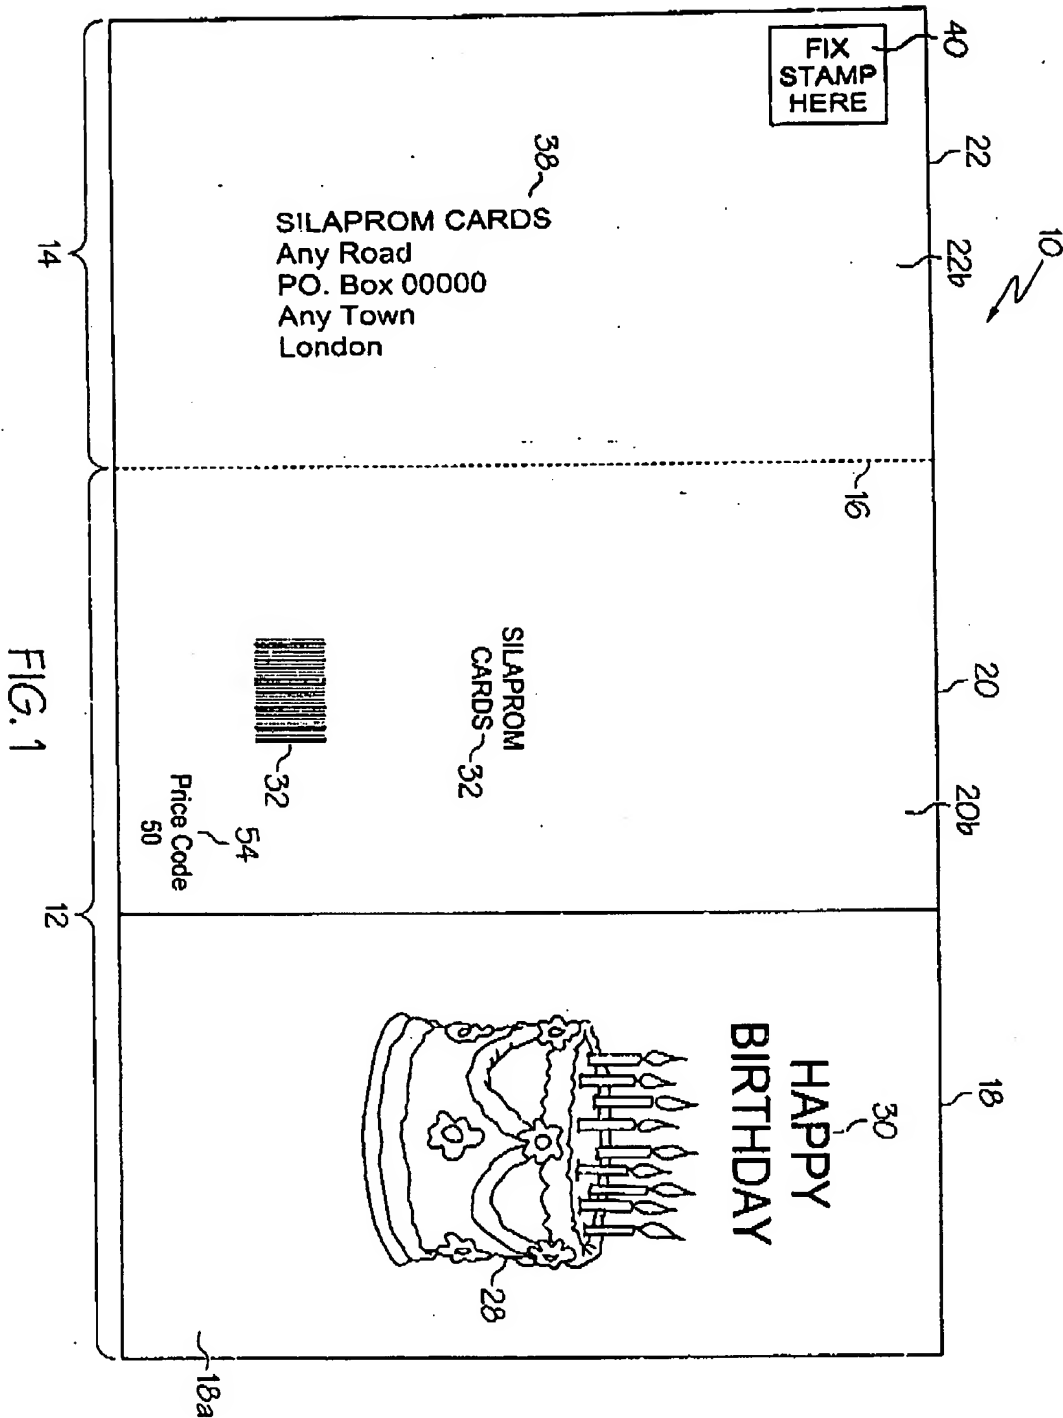 10
40
22
22b
FIX
STAMP
HERE
38
SILAPROM CARDS
Any Road
PO. Box 00000
Any Town
London
14
16
20
20b
SILAPROM
CARDS
32
32
54
Price Code
50
12
18
30
HAPPY
BIRTHDAY
28
18a
FIG. 1